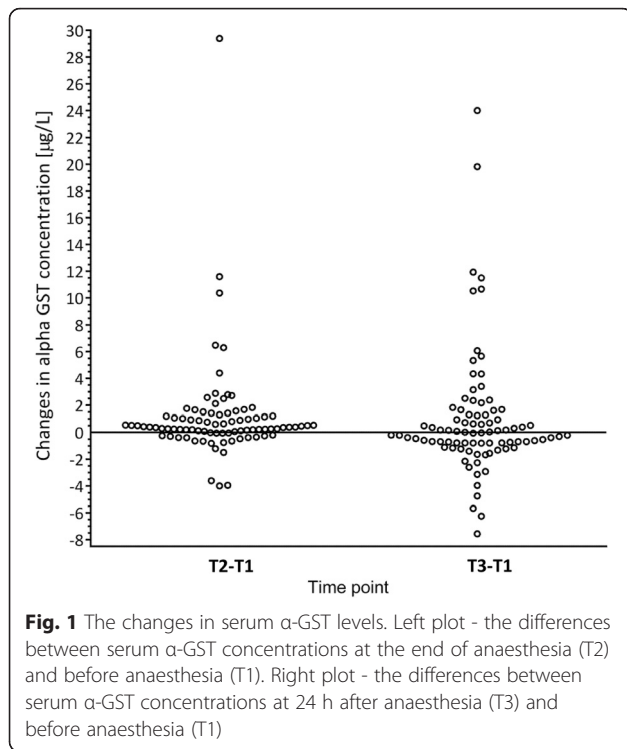 Changes in alpha GST concentration [µg/L]
30
28
26
24
22
20
18
16
14
12
10
8
6
4
2
0
-2
-4
-6
-8
T2-T1 T3-T1
Time point
Fig. 1 The changes in serum α-GST levels. Left plot - the differences
between serum α-GST concentrations at the end of anaesthesia (T2)
and before anaesthesia (T1). Right plot - the differences between
serum α-GST concentrations at 24 h after anaesthesia (T3) and
before anaesthesia (T1)